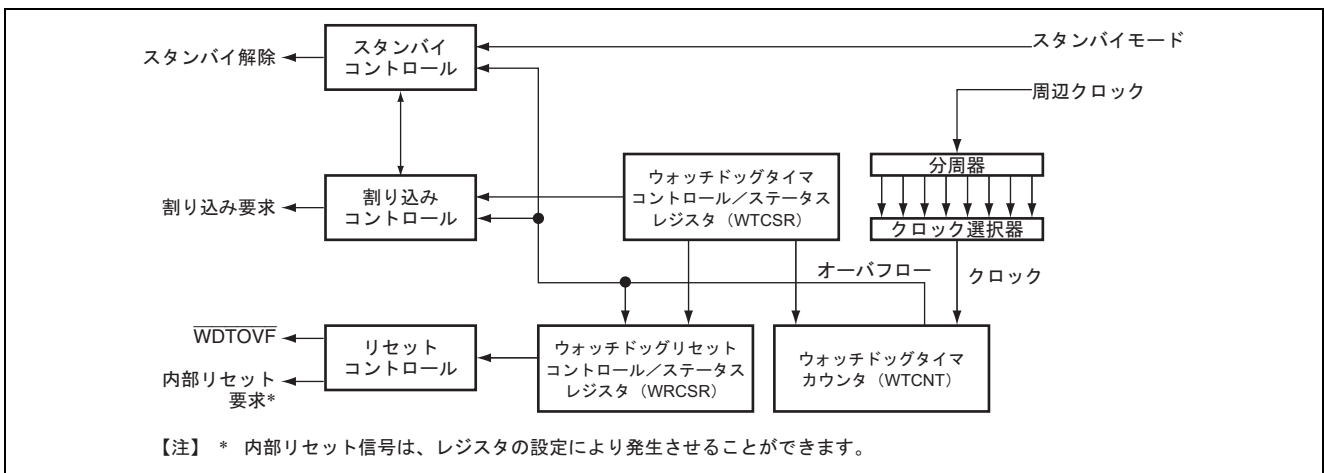 スタンバイ解除
スタンバイ
コントロール
スタンバイモード
周辺クロック
分周器
クロック選択器
割り込み要求
割り込み
コントロール
ウォッチドッグタイマ
コントロール／ステータス
レジスタ（WTCSR）
オーバフロー
クロック
WDTOVF
内部リセット
要求*
リセット
コントロール
ウォッチドッグリセット
コントロール／ステータス
レジスタ（WRCSR）
ウォッチドッグタイマ
カウンタ（WTCNT）
【注】 * 内部リセット信号は、レジスタの設定により発生させることができます。